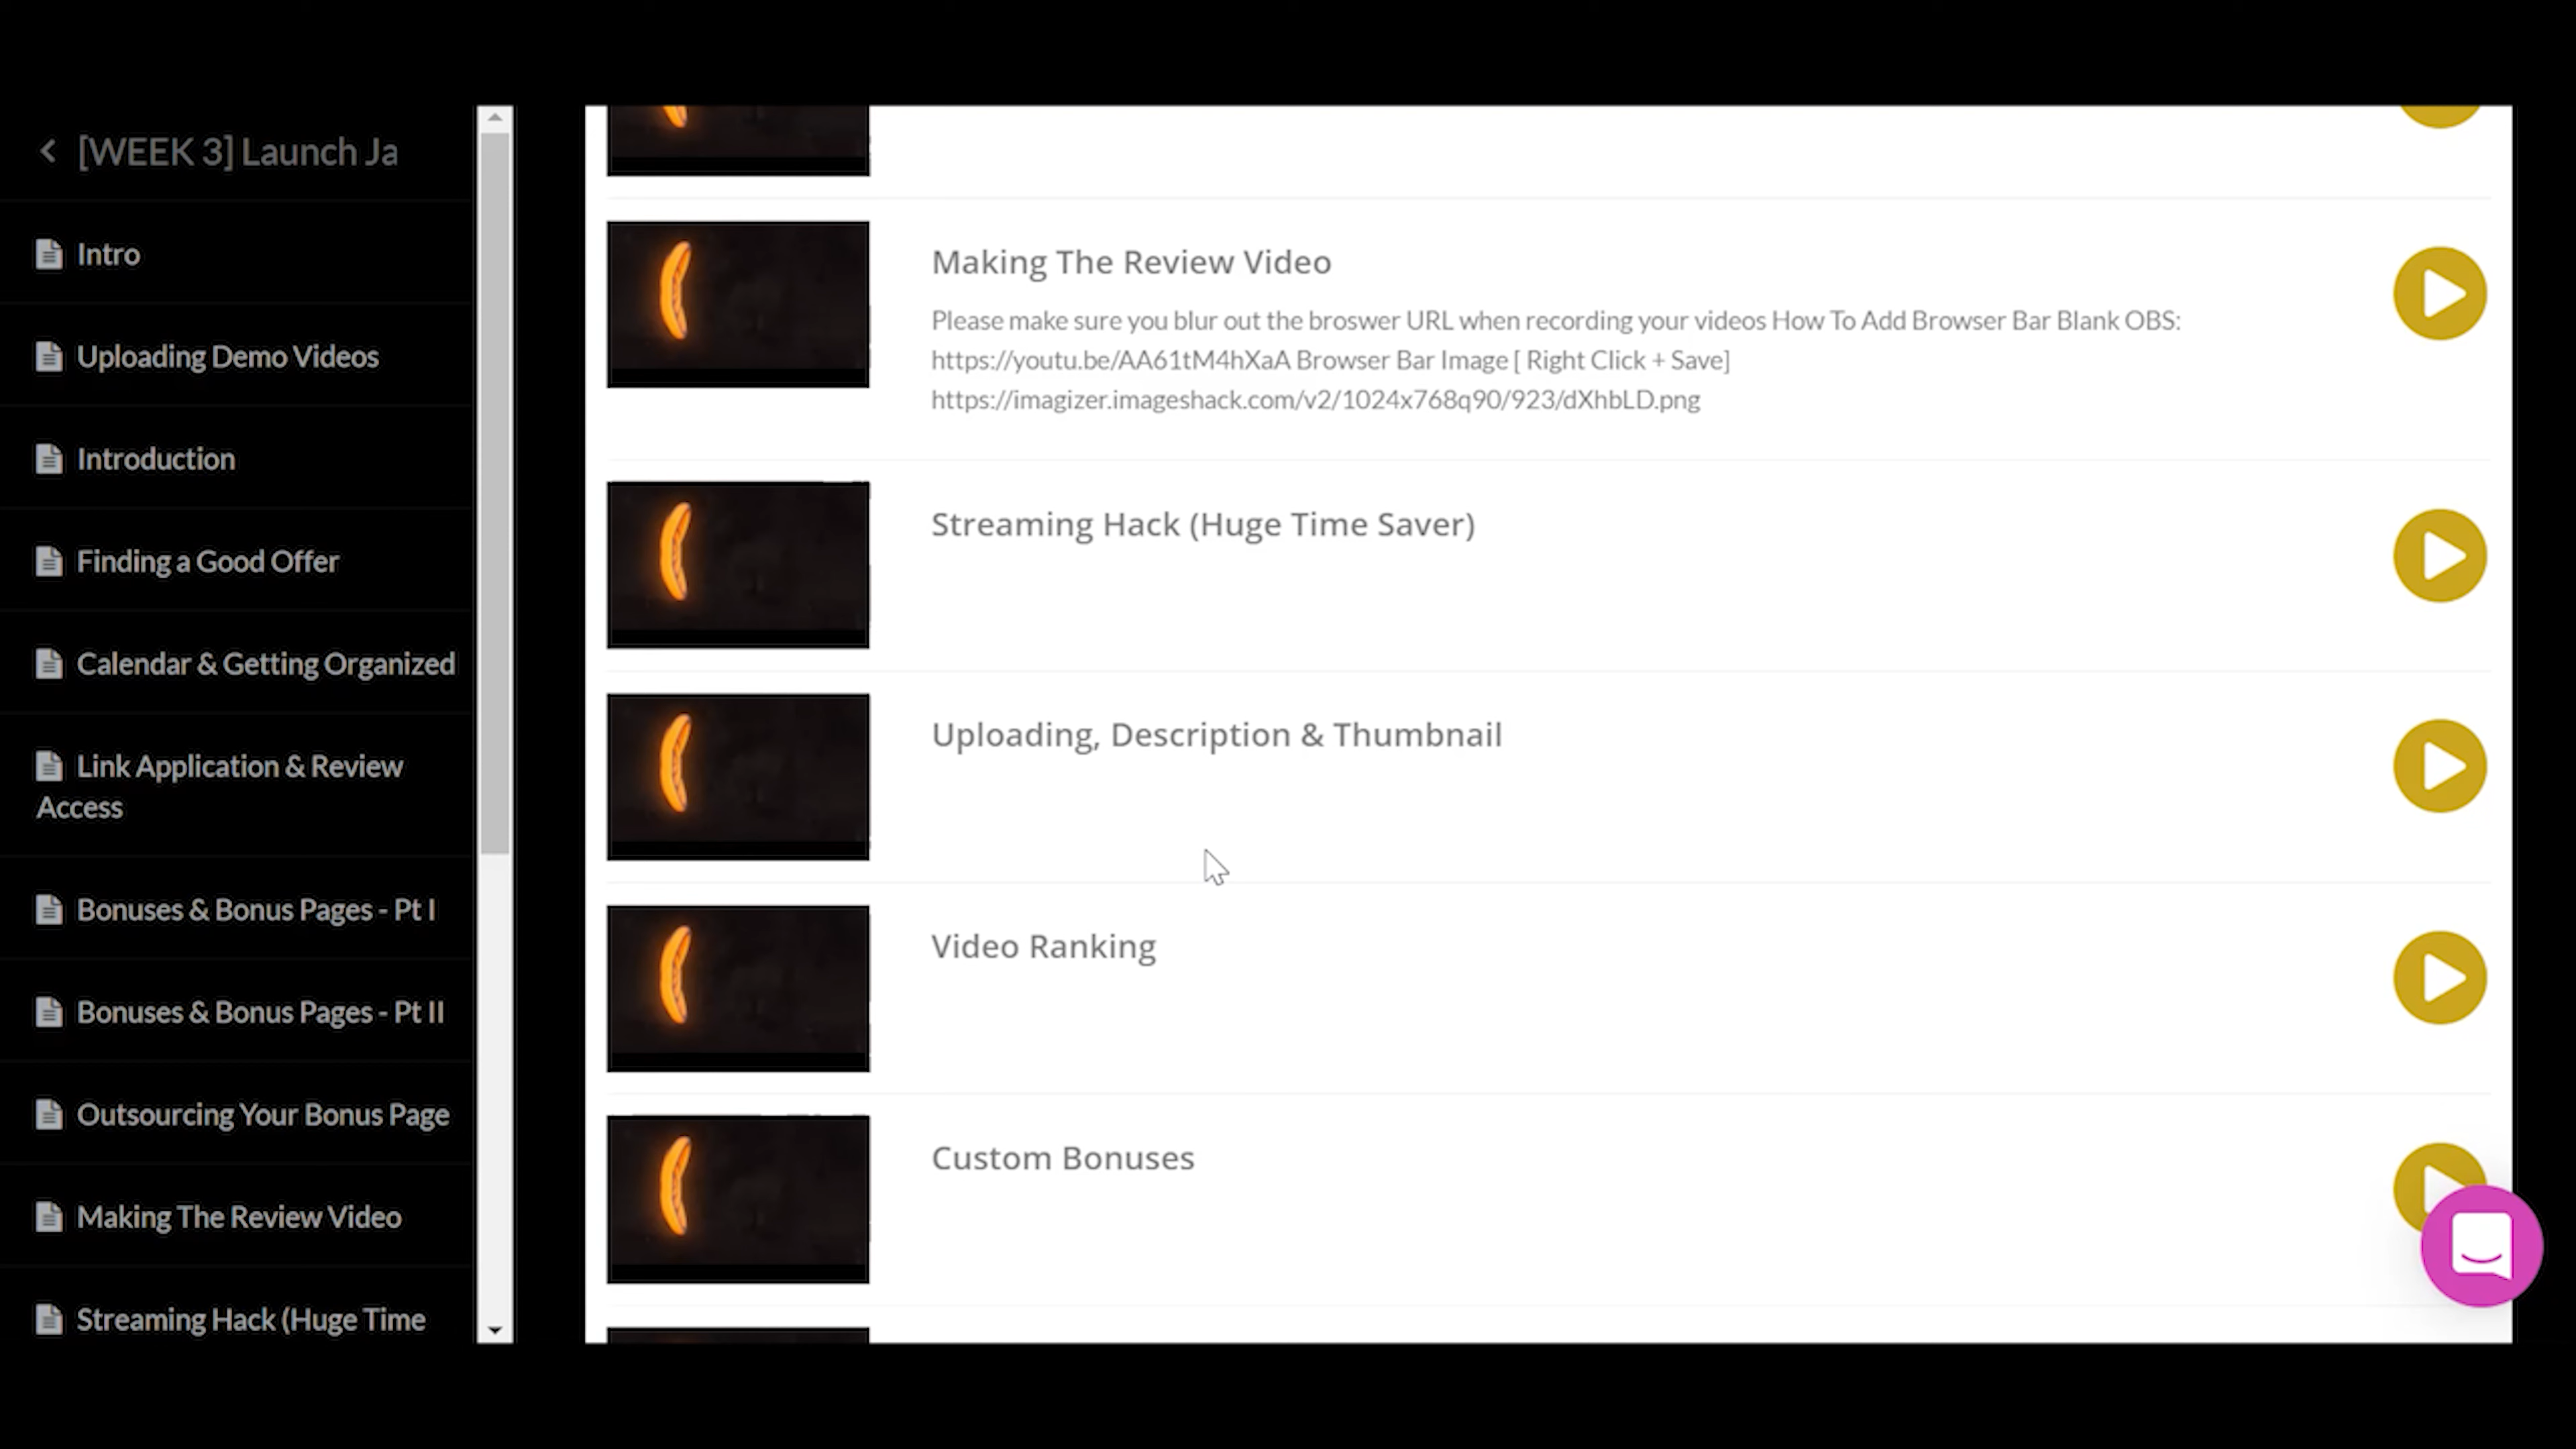 [WEEK 3] Launch Ja
Intro
Uploading Demo Videos
Introduction
Finding a Good Offer
Calendar & Getting Organized
Link Application & Review
Access
Bonuses & Bonus Pages - Pt I
Bonuses & Bonus Pages - Pt II
Outsourcing Your Bonus Page
Making The Review Video
Streaming Hack (Huge Time
Making The Review Video
Please make sure you blur out the broswer URL when recording your videos How To Add Browser Bar Blank OBS:
https://youtu.be/AA61tM4hXaA Browser Bar Image [ Right Click + Save]
https://imagizer.imageshack.com/v2/1024x768q90/923/dXhbLD.png
Streaming Hack (Huge Time Saver)
Uploading, Description & Thumbnail
Video Ranking
Custom Bonuses